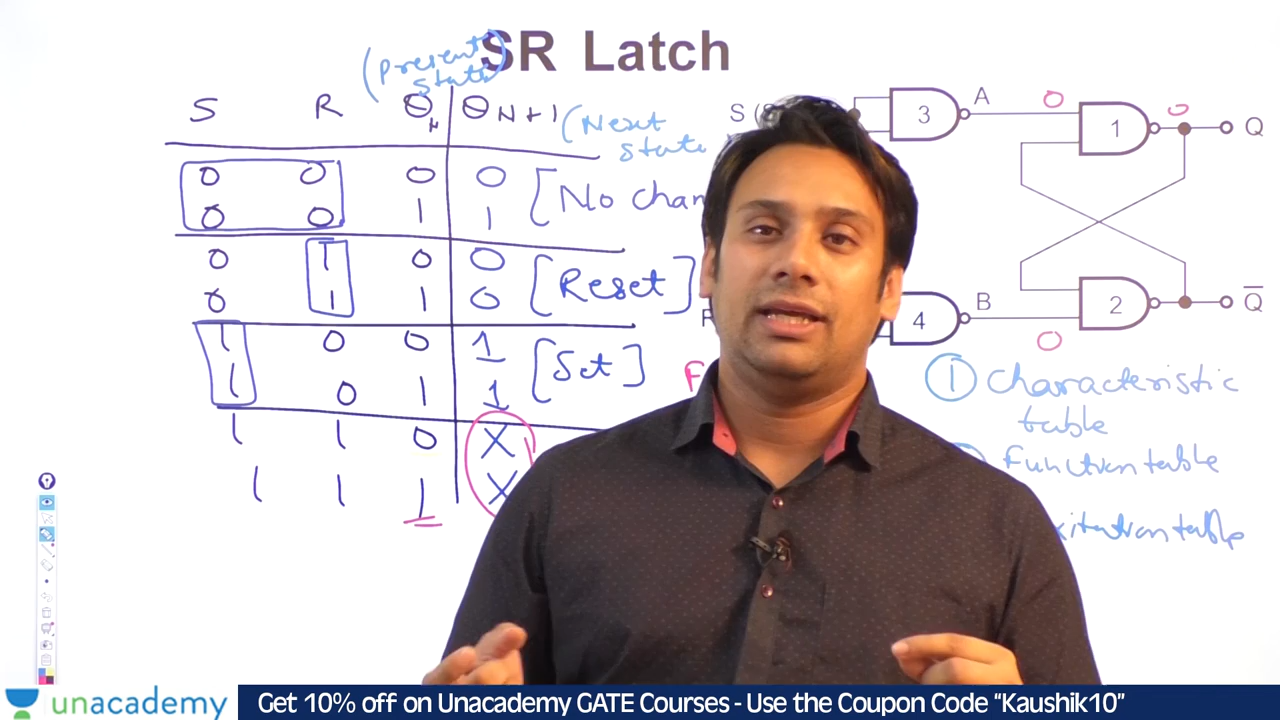 SR Latch
(Present
State)
S R Q_N Q_N+1 (Next
State
0 0 0 0 [No chan
0 0 1 1
0 1 0 0 [Reset]
0 1 1 0
1 0 0 1 [Set]
1 0 1 1
1 1 0 X
1 1 1 X
S (S
3 A 0 1 0 Q
R 4 B 0 2 Q̅
F
① Characteristic
table
Function table
xitation table
unacademy
Get 10% off on Unacademy GATE Courses - Use the Coupon Code “Kaushik10”